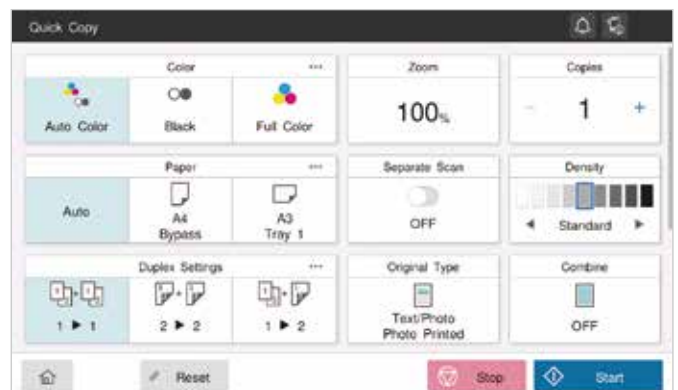 Quick Copy
Color
...
Zoom
Copies
Auto Color
Black
Full Color
100%
-
1
+
Paper
...
Separate Scan
Density
Auto
A4
Bypass
A3
Tray 1
OFF
Standard
Duplex Settings
...
Original Type
Combine
1 ▶ 1
2 ▶ 2
1 ▶ 2
Text/Photo
Photo Printed
OFF
Reset
Stop
Start